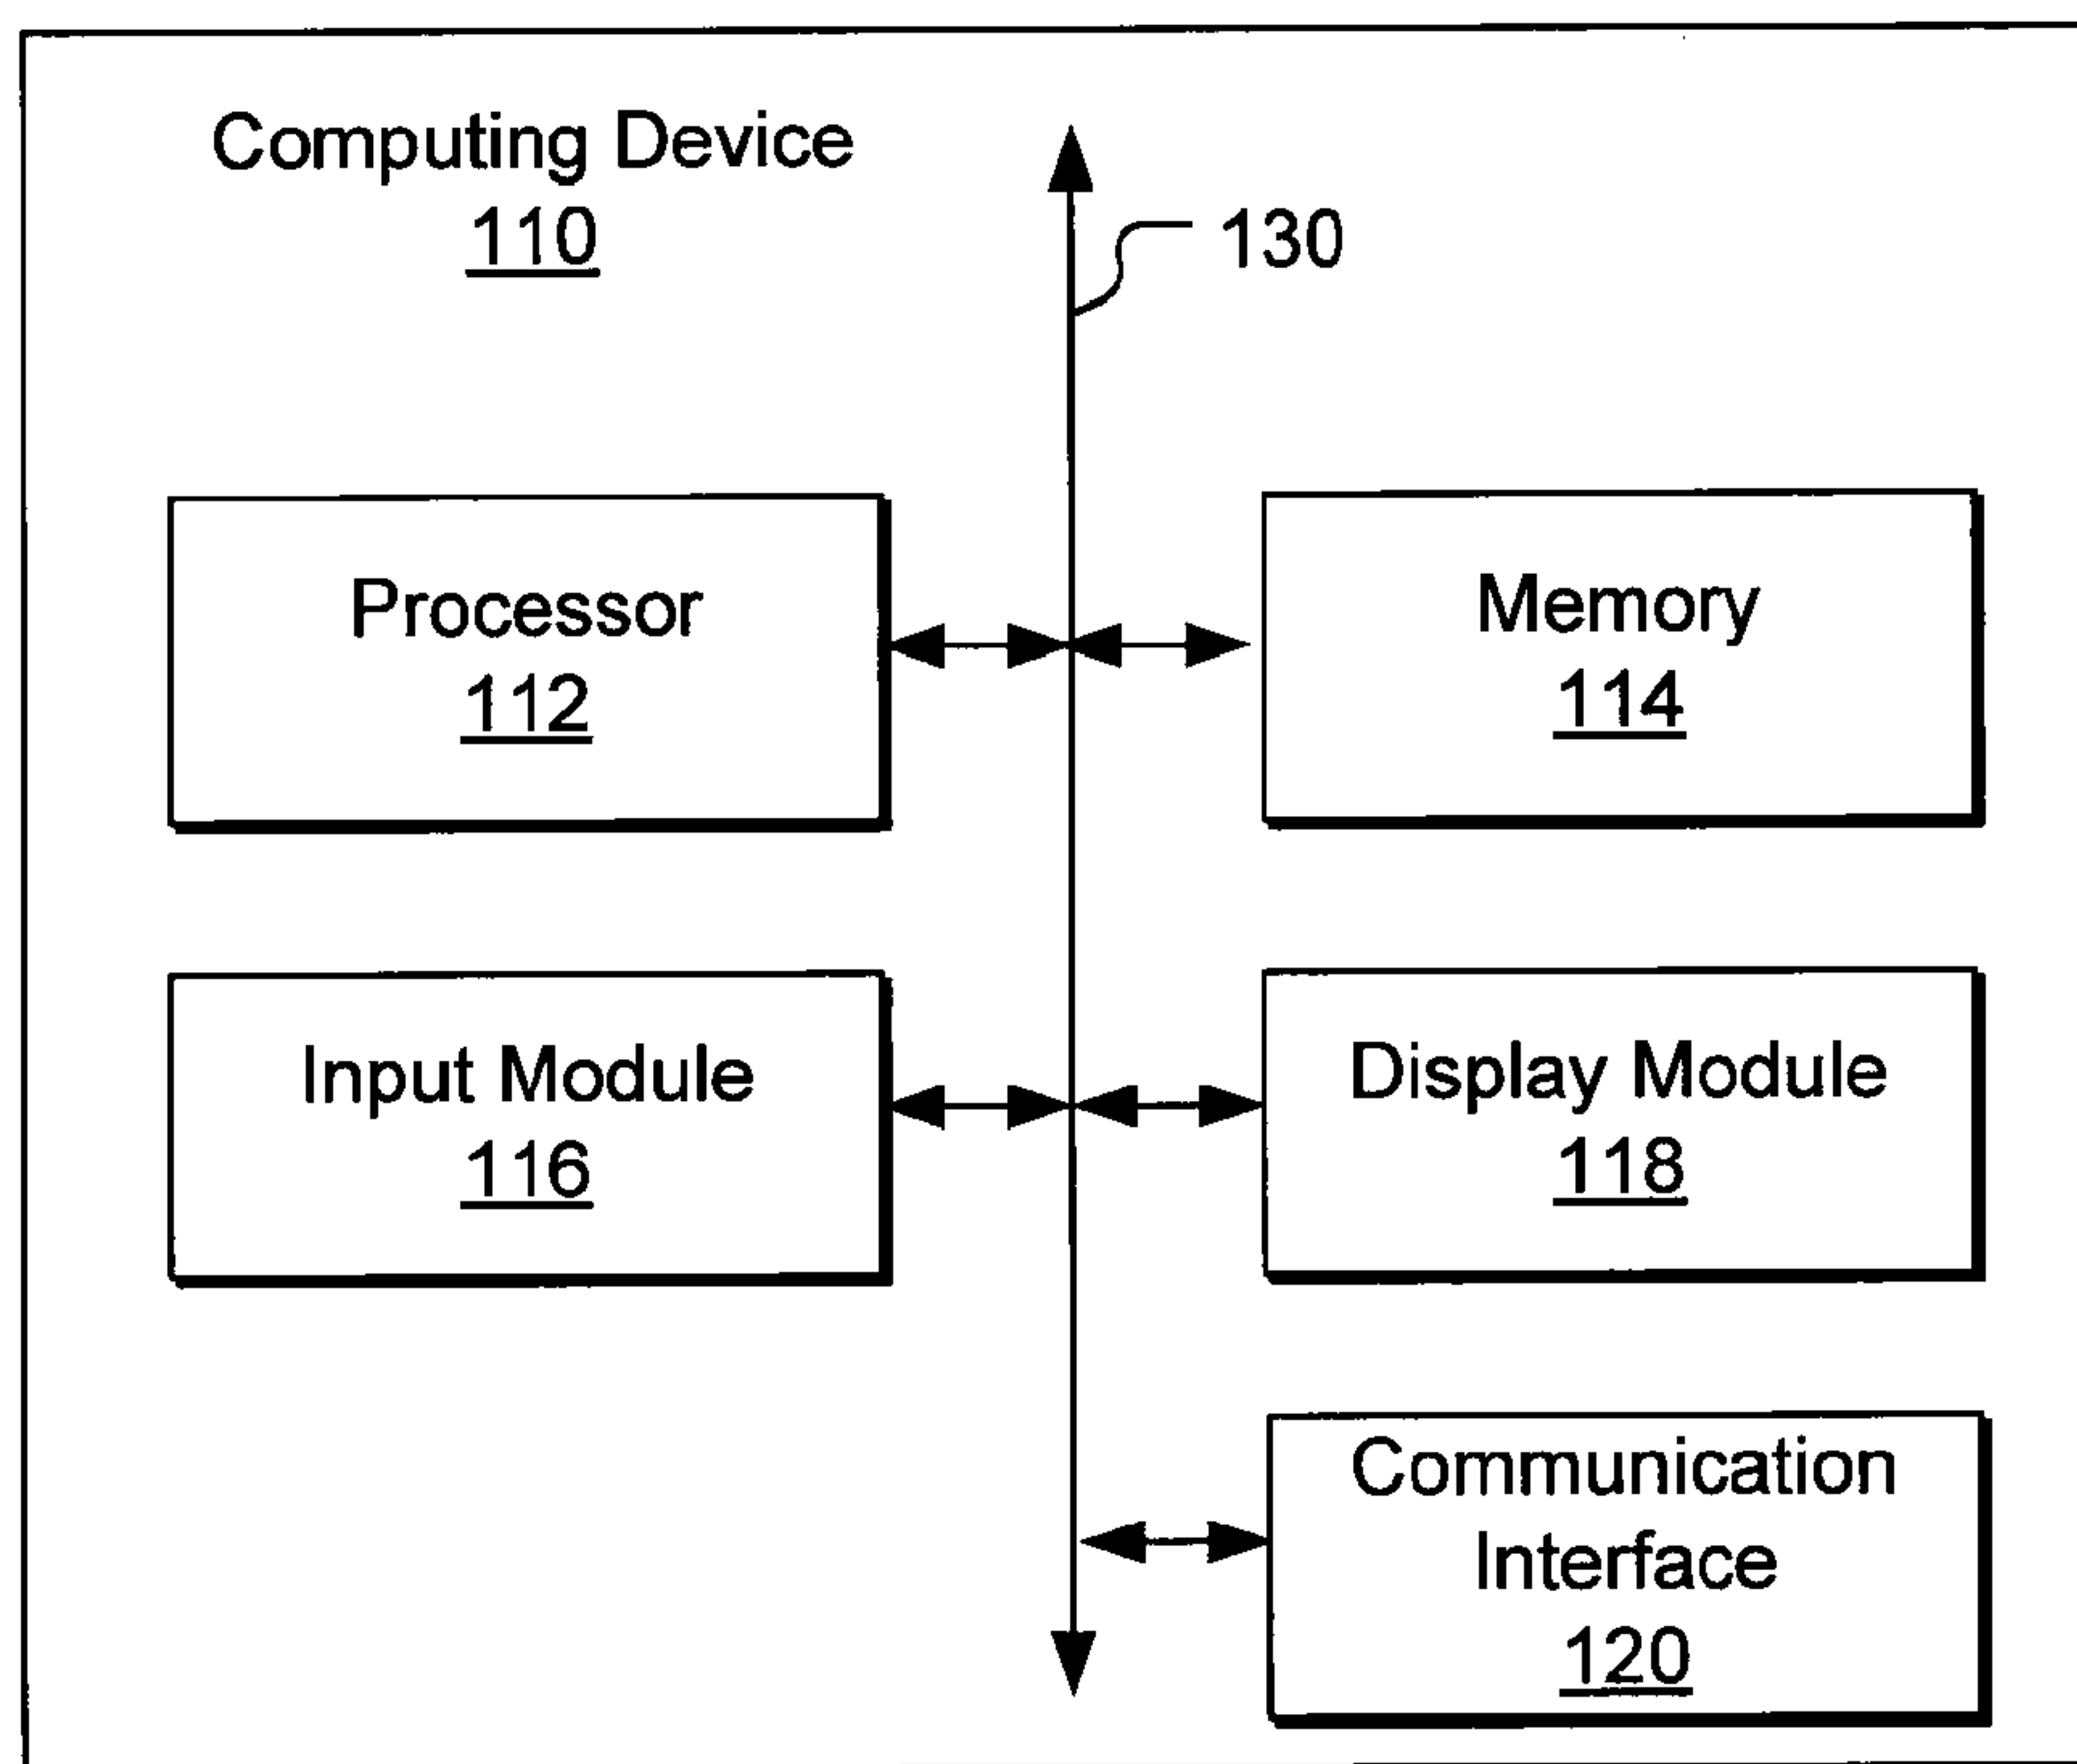 Computing Device
110
130
Processor
112
Memory
114
Input Module
116
Display Module
118
Communication
Interface
120